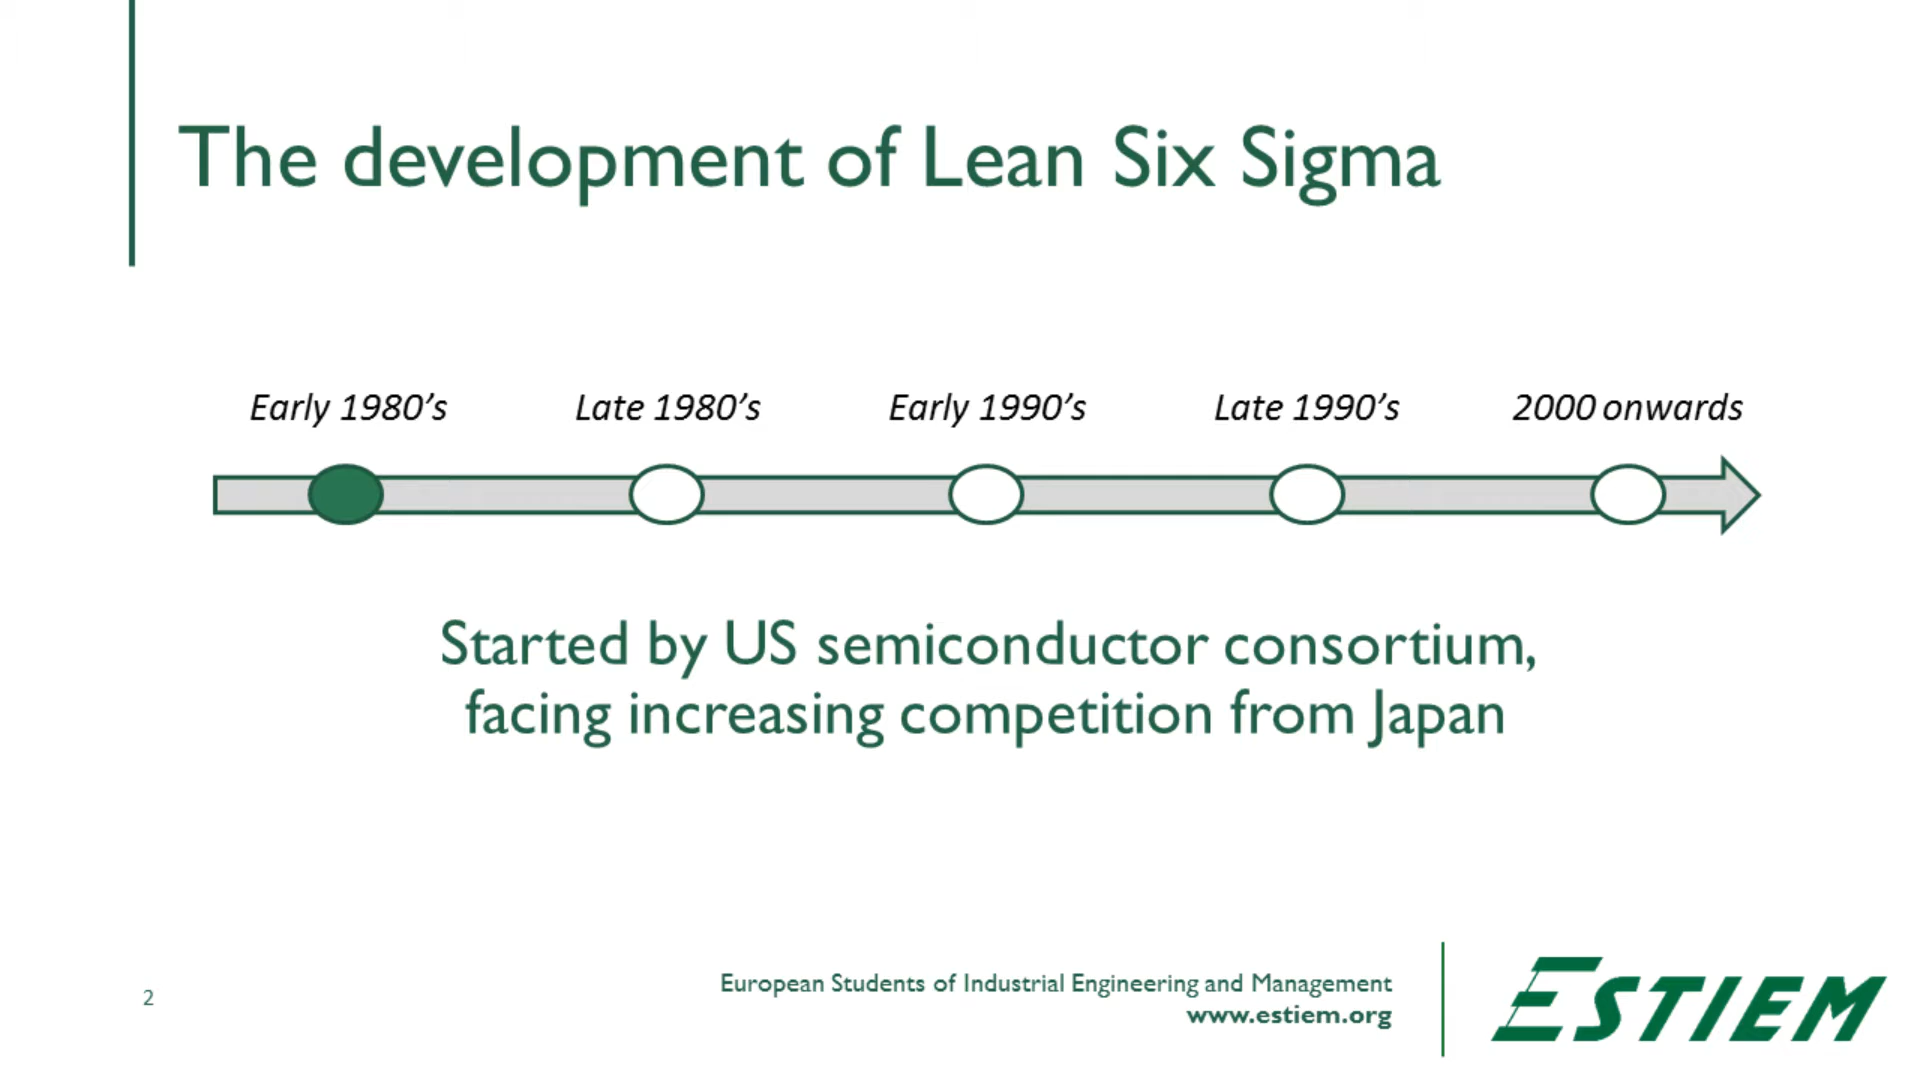 The development of Lean Six Sigma
Early 1980’s
Late 1980’s
Early 1990’s
Late 1990’s
2000 onwards
Started by US semiconductor consortium,
facing increasing competition from Japan
2
European Students of Industrial Engineering and Management
www.estiem.org
ESTIEM